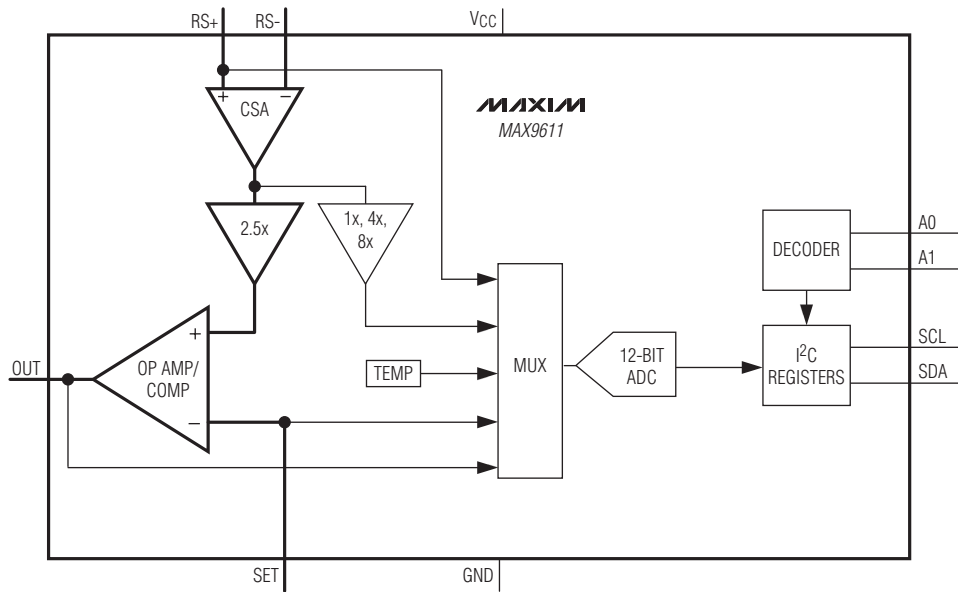 RS+ RS- VCC
+ −
CSA
MAXIM
MAX9611
2.5x
1x, 4x,
8x
DECODER
A0
A1
+
OP AMP/
COMP
−
OUT
TEMP
MUX
12-BIT
ADC
I²C
REGISTERS
SCL
SDA
SET
GND